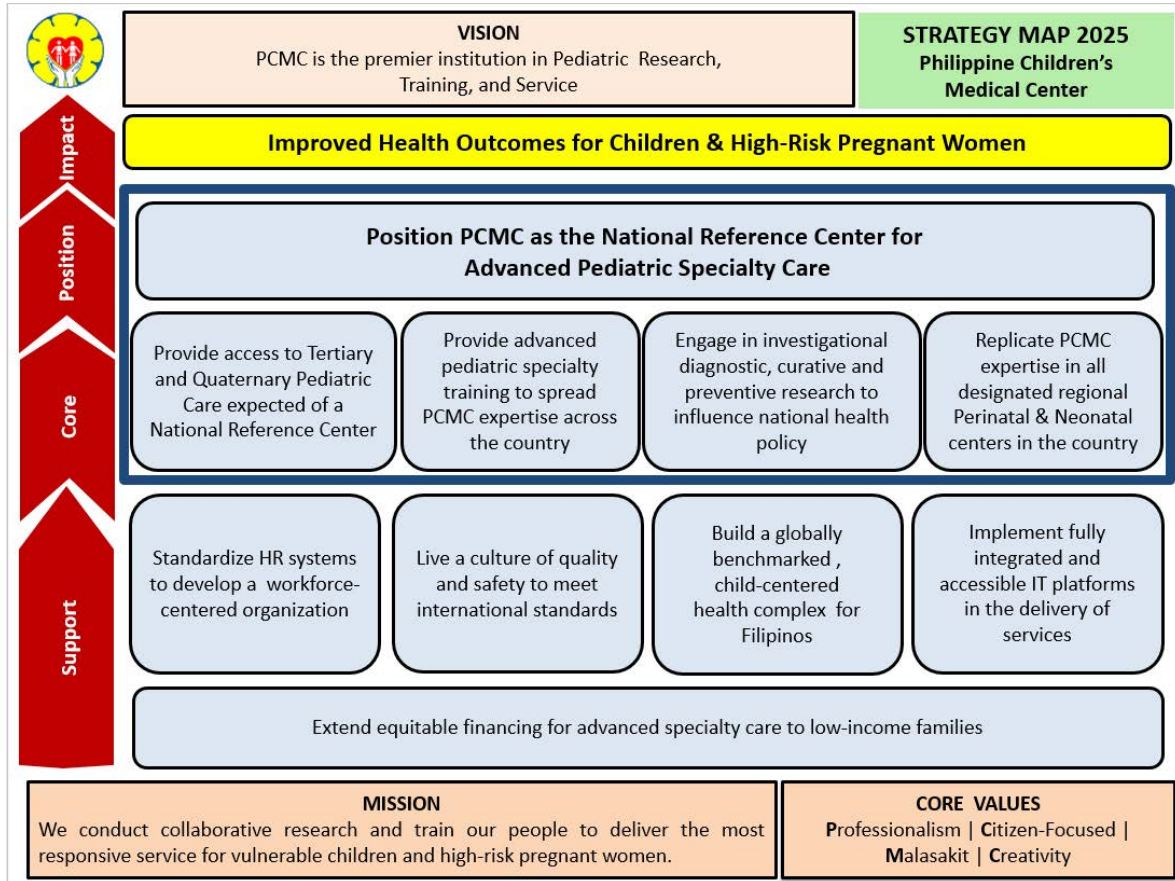 VISION
PCMC is the premier institution in Pediatric Research,
Training, and Service
STRATEGY MAP 2025
Philippine Children's
Medical Center
Impact
Improved Health Outcomes for Children & High-Risk Pregnant Women
Position
Position PCMC as the National Reference Center for
Advanced Pediatric Specialty Care
Core
Provide access to Tertiary
and Quaternary Pediatric
Care expected of a
National Reference Center
Provide advanced
pediatric specialty
training to spread
PCMC expertise across
the country
Engage in investigational
diagnostic, curative and
preventive research to
influence national health
policy
Replicate PCMC
expertise in all
designated regional
Perinatal & Neonatal
centers in the country
Support
Standardize HR systems
to develop a workforce-
centered organization
Live a culture of quality
and safety to meet
international standards
Build a globally
benchmarked ,
child-centered
health complex for
Filipinos
Implement fully
integrated and
accessible IT platforms
in the delivery of
services
Extend equitable financing for advanced specialty care to low-income families
MISSION
We conduct collaborative research and train our people to deliver the most
responsive service for vulnerable children and high-risk pregnant women.
CORE VALUES
Professionalism | Citizen-Focused |
Malasakit | Creativity